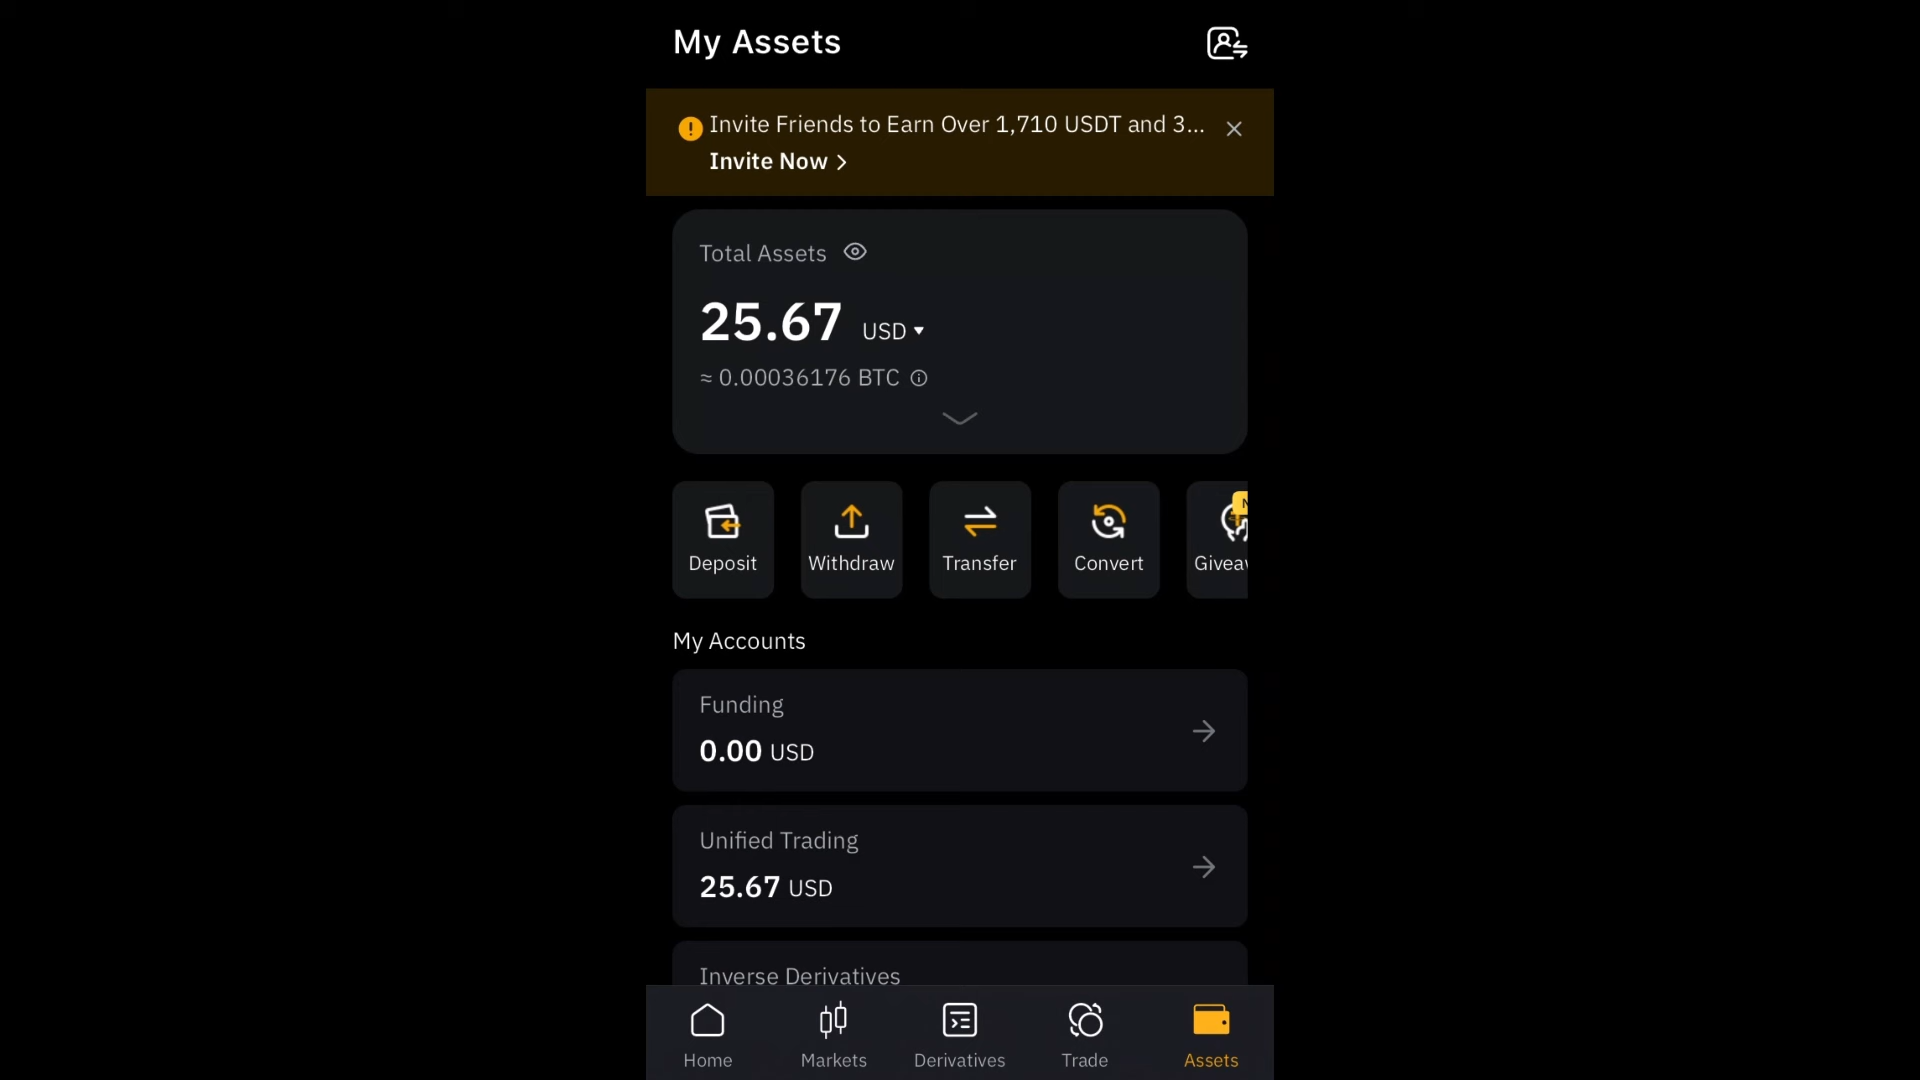 My Assets
Invite Friends to Earn Over 1,710 USDT and 3...
Invite Now >
Total Assets
25.67 USD
≈ 0.00036176 BTC
Deposit Withdraw Transfer Convert Giveav
My Accounts
Funding
0.00 USD
Unified Trading
25.67 USD
Inverse Derivatives
Home Markets Derivatives Trade Assets